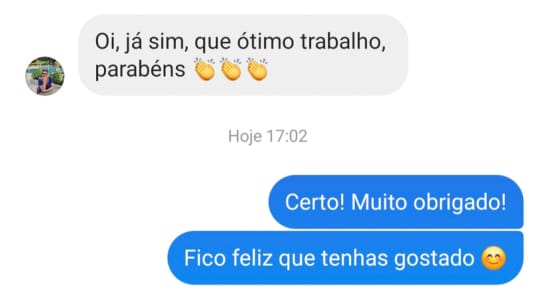 Oi, já sim, que ótimo trabalho,
parabéns 👏👏👏
Hoje 17:02
Certo! Muito obrigado!
Fico feliz que tenhas gostado 😊